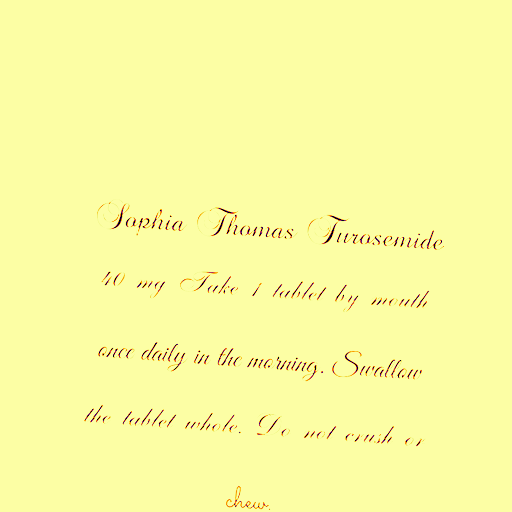 Sophia Thomas Furosemide
40 mg Take 1 tablet by mouth
once daily in the morning. Swallow
the tablet whole. Do not crush or
chew.